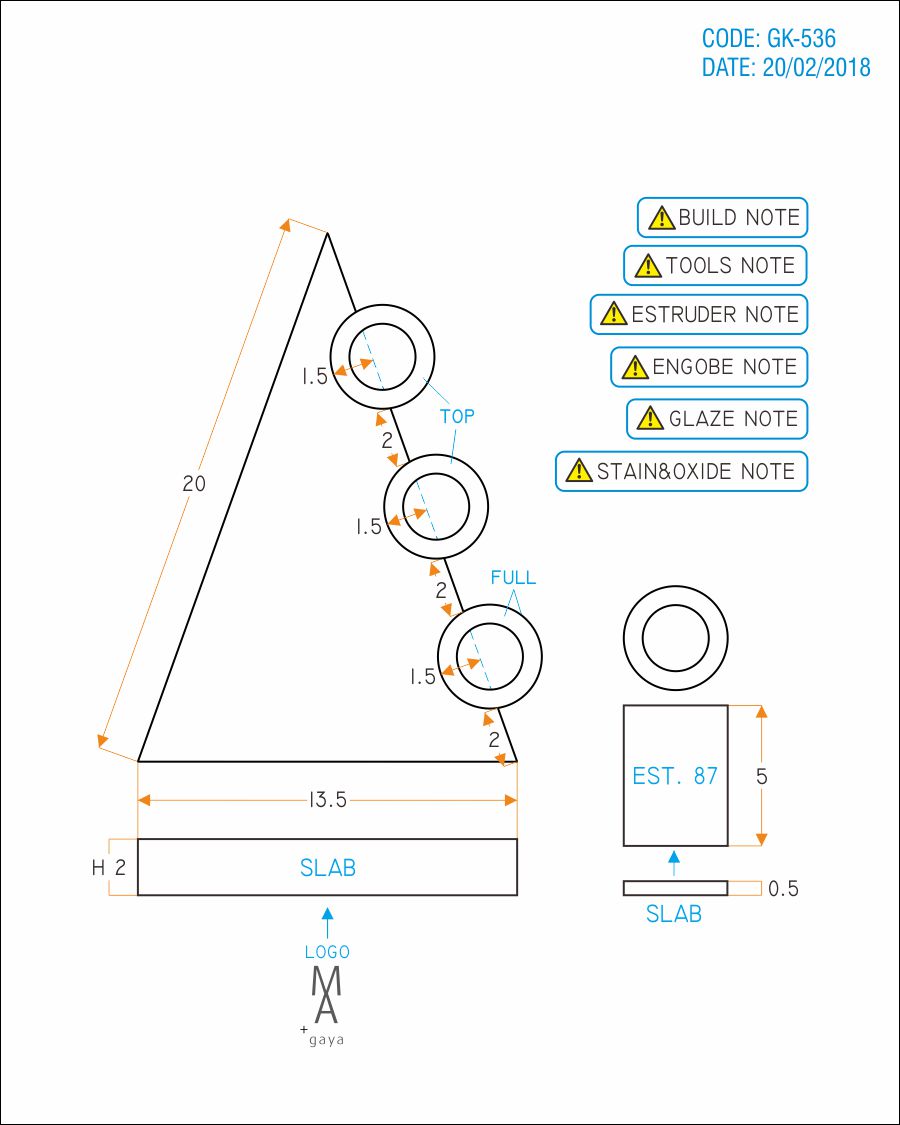 CODE: GK-536
DATE: 20/02/2018
BUILD NOTE
TOOLS NOTE
ESTRUDER NOTE
ENGOBE NOTE
GLAZE NOTE
STAIN&OXIDE NOTE
1.5
TOP
2
20
1.5
2
FULL
1.5
2
EST. 87
5
13.5
H 2
SLAB
0.5
SLAB
LOGO
MA
+
gaya